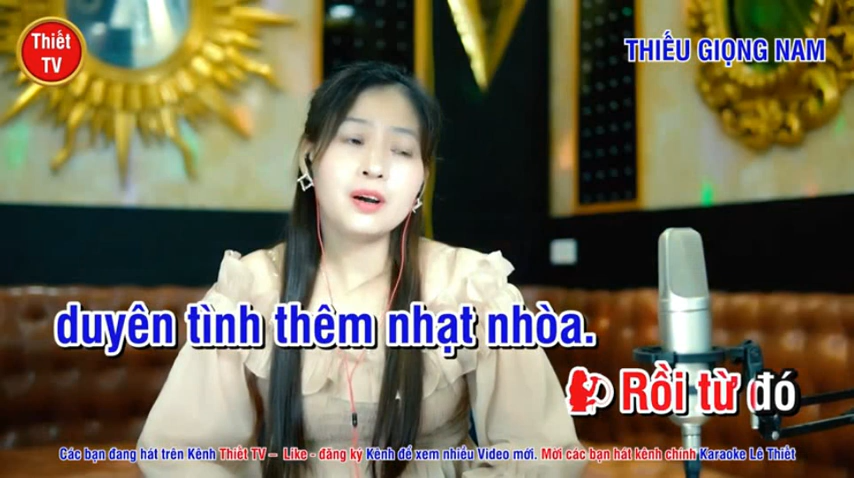 Thiết
TV
THIẾU GIỌNG NAM
duyên tình thêm nhạt nhòa.
Rồi từ đó
Các bạn đang hát trên Kênh Thiết TV – Like - đăng ký Kênh để xem nhiều Video mới. Mời các bạn hát kênh chính Karaoke Lê Thiết